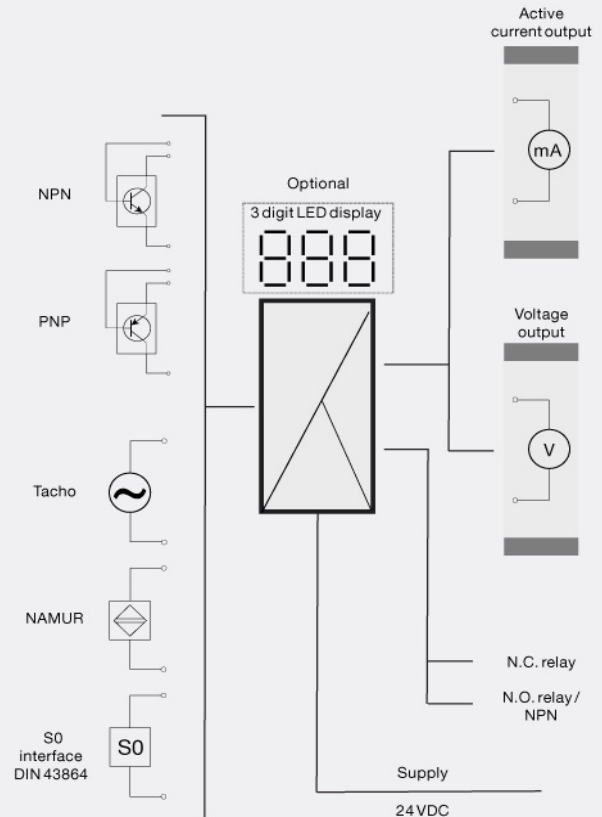 Active
current output
mA
NPN
Optional
3 digit LED display
888
PNP
Voltage
output
V
Tacho
NAMUR
N.C. relay
N.O. relay /
NPN
S0
interface
DIN 43864
S0
Supply
24 VDC